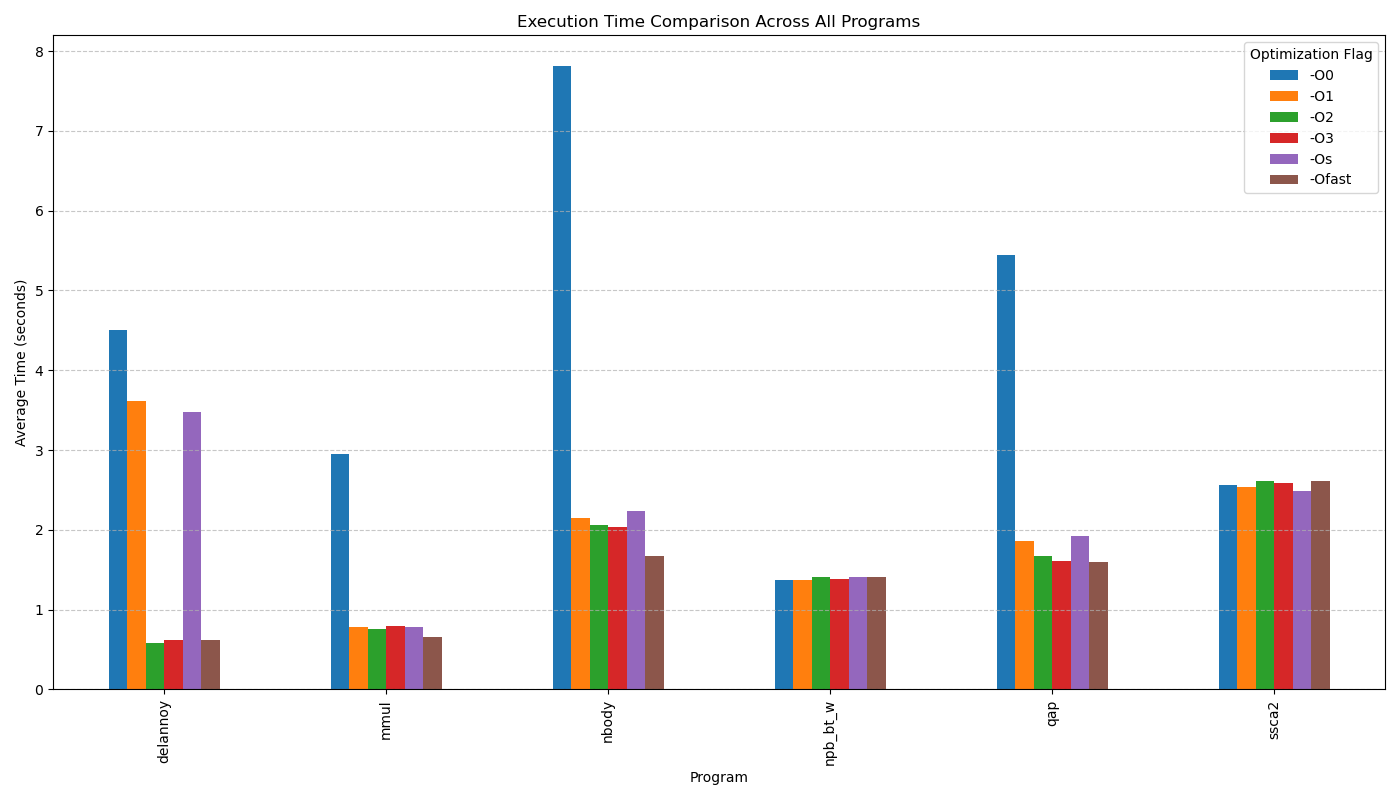 Execution Time Comparison Across All Programs
Average Time (seconds)
8
7
6
5
4
3
2
1
0
Optimization Flag
-O0
-O1
-O2
-O3
-Os
-Ofast
delannoy
mmul
nbody
npb_bt_w
qap
ssca2
Program